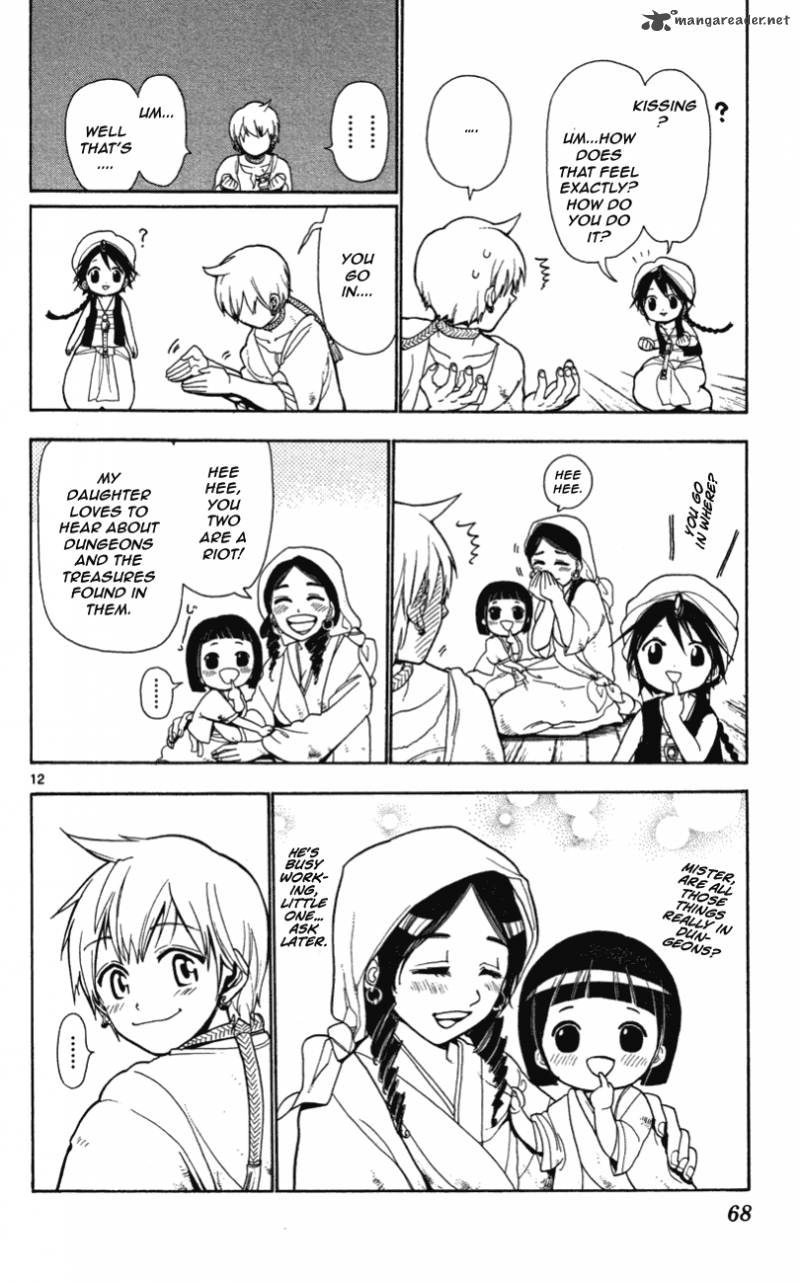 mangareader.net
KISSING
?
?
UM...HOW
DOES
THAT FEEL
EXACTLY?
HOW DO
YOU DO
IT?
....
.......
UM...
WELL
THAT'S
....
YOU
GO
IN....
?
YOU GO
IN WHERE?
HEE
HEE.
HEE
HEE,
YOU
TWO
ARE A
RIOT!
MY
DAUGHTER
LOVES TO
HEAR ABOUT
DUNGEONS
AND THE
TREASURES
FOUND IN
THEM.
.....
12
MISTER,
ARE ALL
THOSE
THINGS
REALLY
IN
DUN-
GEONS?
HE'S
BUSY
WORK-
ING,
LITTLE
ONE...
ASK
LATER.
.....
68